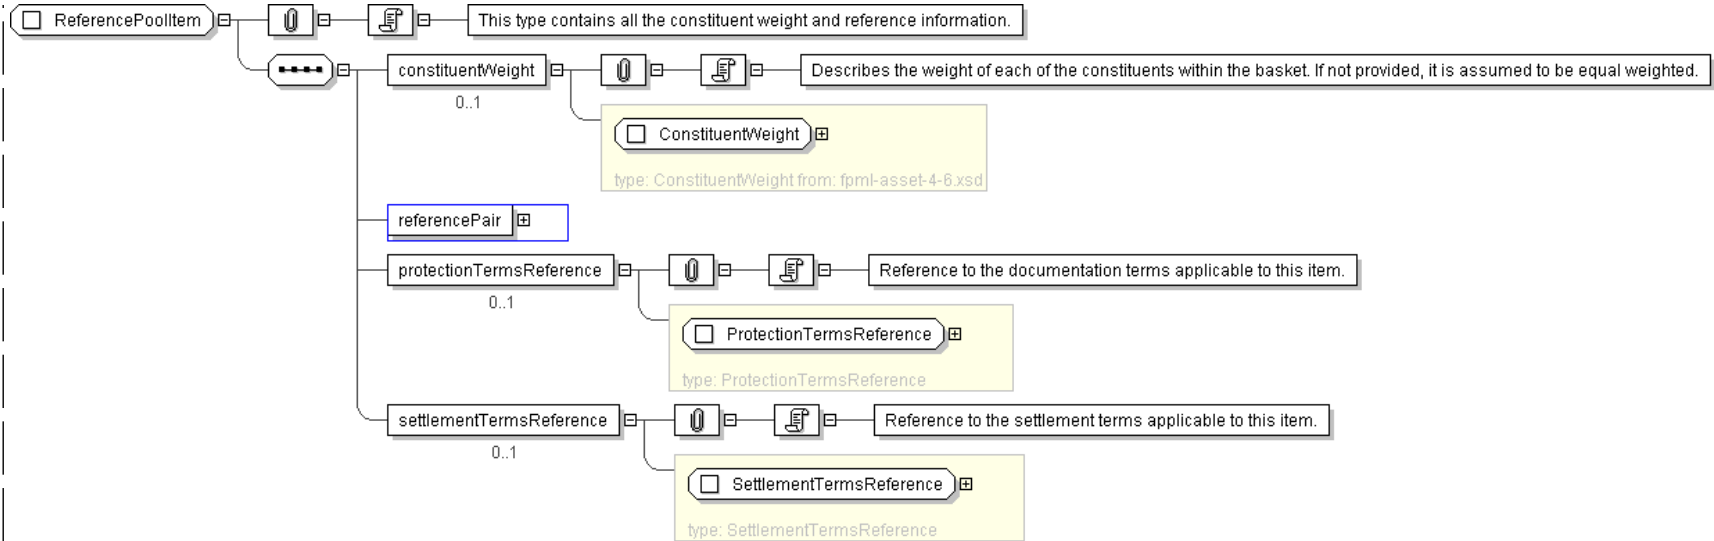 ReferencePoolItem
This type contains all the constituent weight and reference information.
constituentWeight
Describes the weight of each of the constituents within the basket. If not provided, it is assumed to be equal weighted.
0..1
ConstituentWeight
type: ConstituentWeight from: fpml-asset-4-6.xsd
referencePair
protectionTermsReference
Reference to the documentation terms applicable to this item.
0..1
ProtectionTermsReference
type: ProtectionTermsReference
settlementTermsReference
Reference to the settlement terms applicable to this item.
0..1
SettlementTermsReference
type: SettlementTermsReference